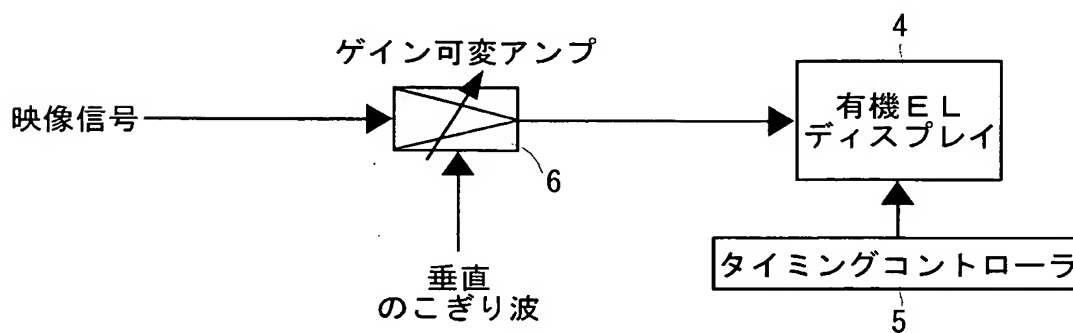 ゲイン可変アンプ
4
映像信号
有機ＥＬ
ディスプレイ
6
垂直
のこぎり波
タイミングコントローラ
5